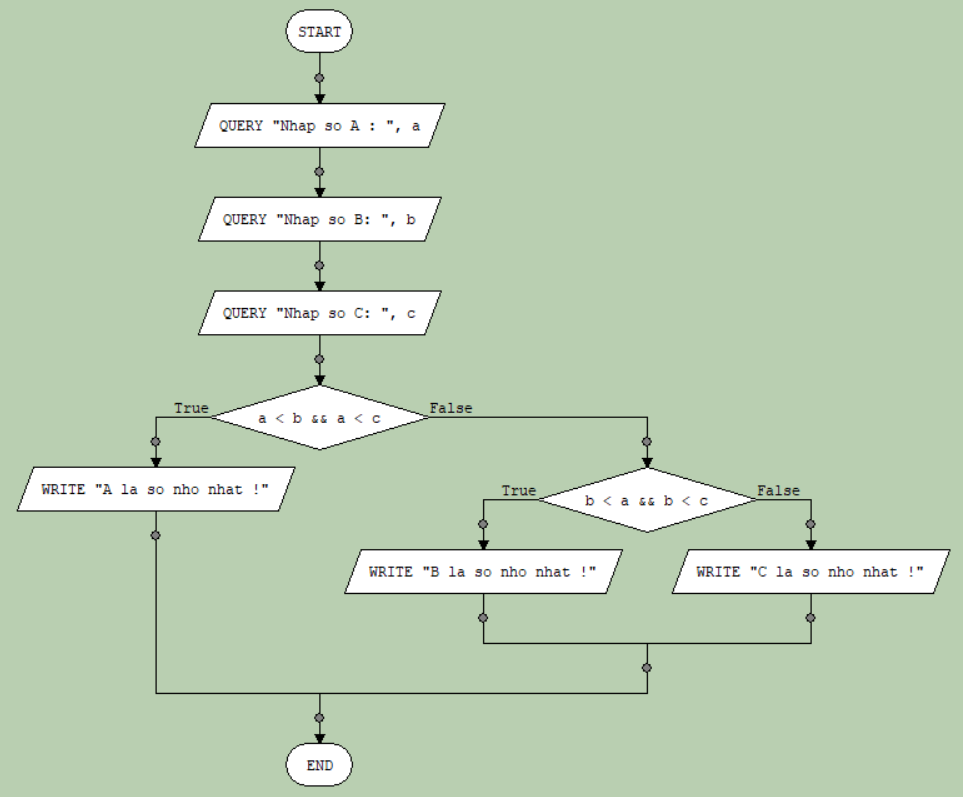 START
QUERY "Nhap so A : ", a
QUERY "Nhap so B: ", b
QUERY "Nhap so C: ", c
True
a < b && a < c
False
WRITE "A la so nho nhat !"
True
b < a && b < c
False
WRITE "B la so nho nhat !"
WRITE "C la so nho nhat !"
END